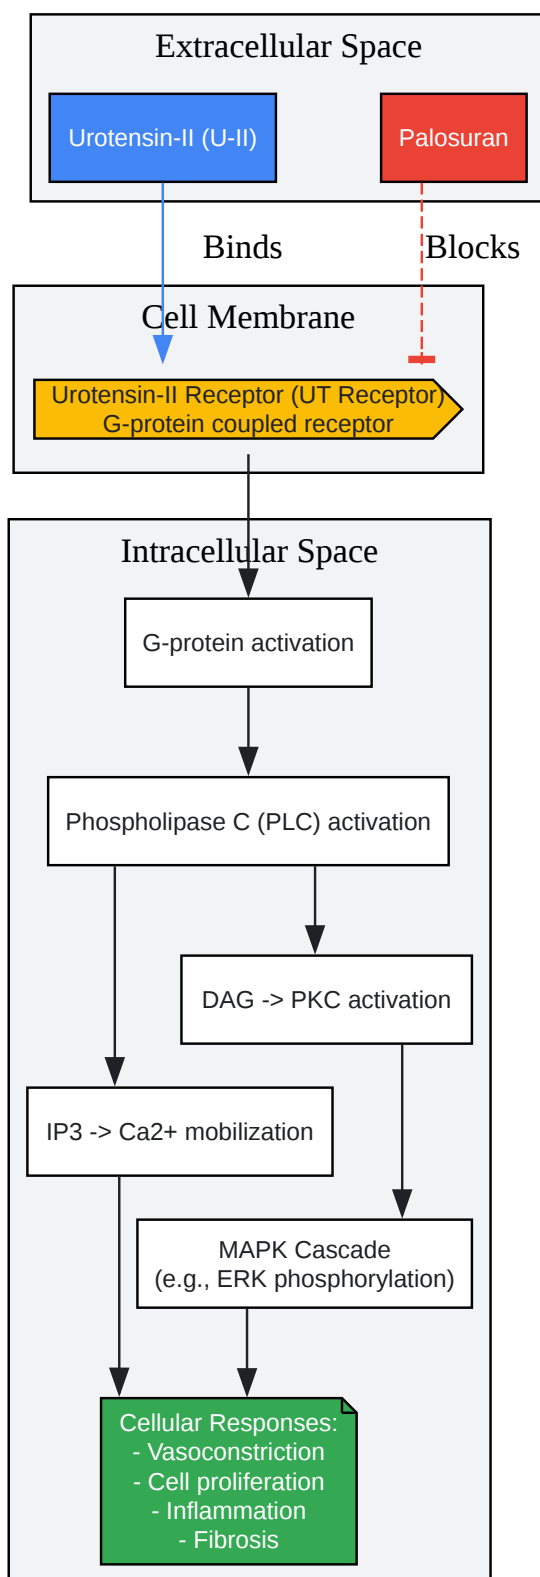 Extracellular Space
Urotensin-II (U-II)
Palosuran
Binds
Blocks
Cell Membrane
Urotensin-II Receptor (UT Receptor)
G-protein coupled receptor
Intracellular Space
G-protein activation
Phospholipase C (PLC) activation
DAG -> PKC activation
IP3 -> Ca2+ mobilization
MAPK Cascade
(e.g., ERK phosphorylation)
Cellular Responses:
- Vasoconstriction
- Cell proliferation
- Inflammation
- Fibrosis